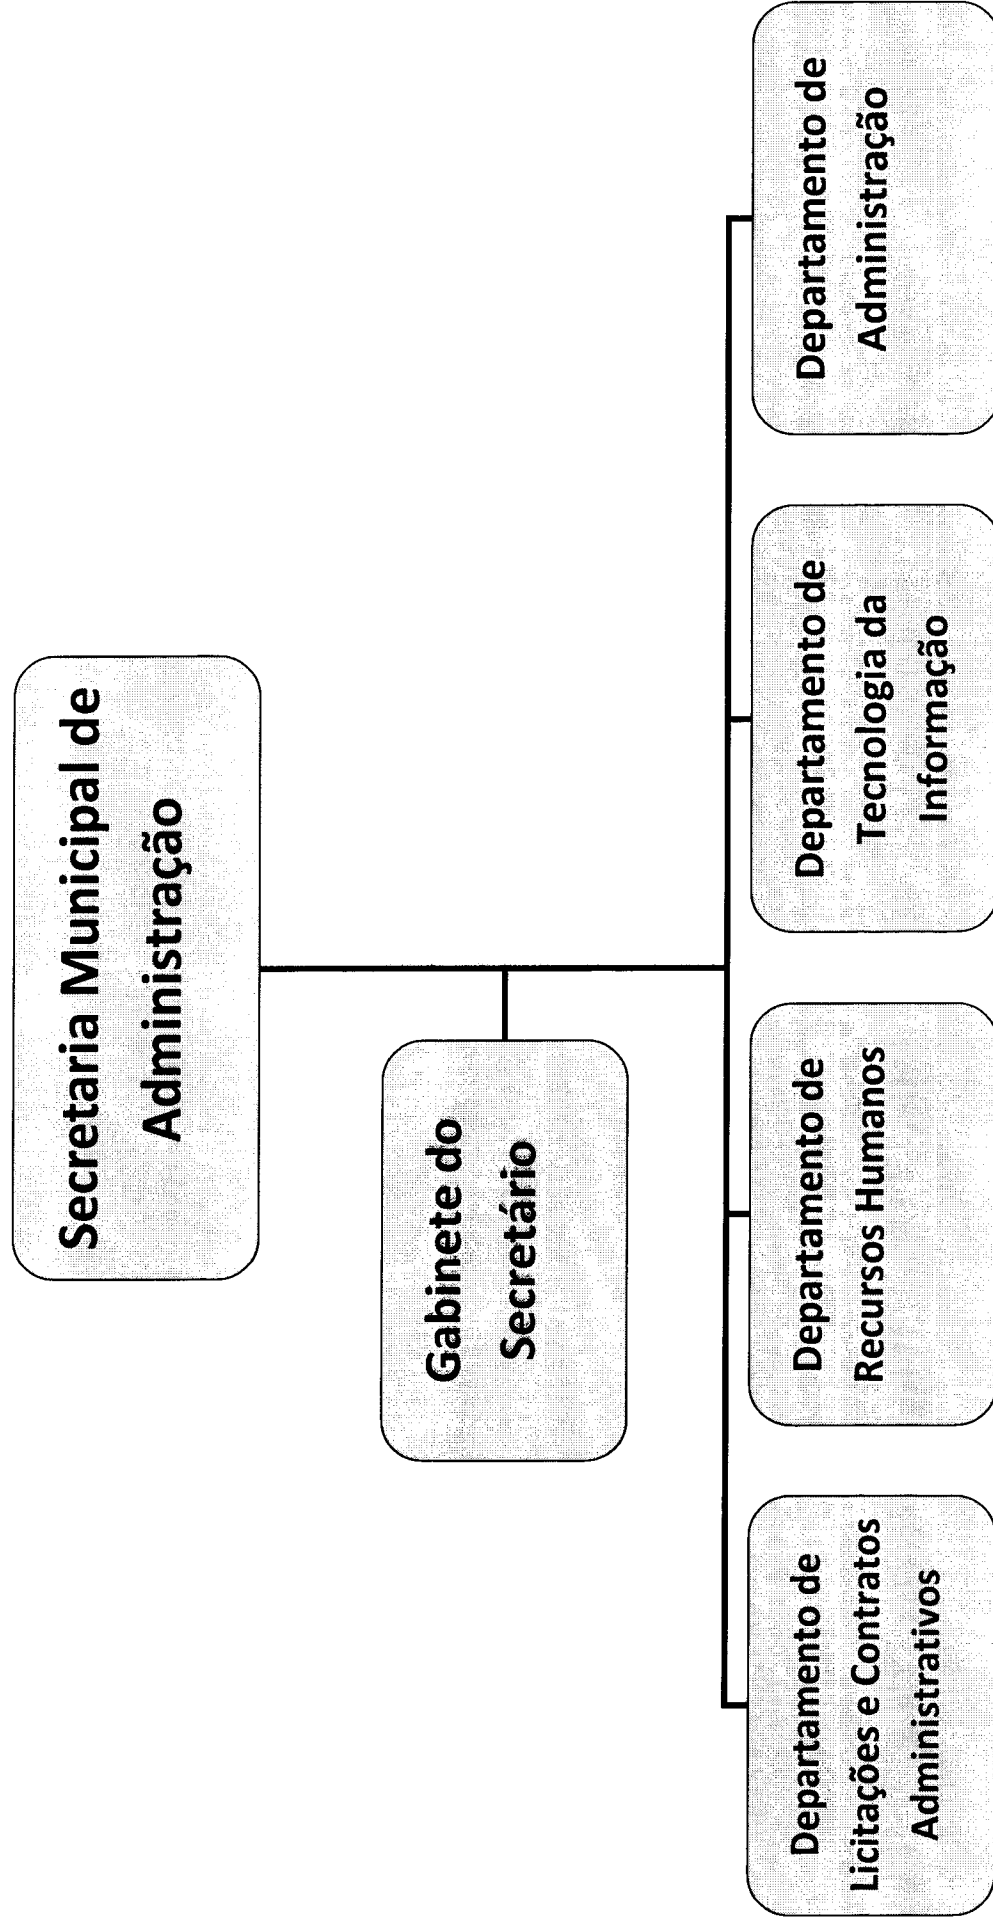 Secretaria Municipal de
Administração
Gabinete do
Secretário
Departamento de
Licitações e Contratos
Administrativos
Departamento de
Recursos Humanos
Departamento de
Tecnologia da
Informação
Departamento de
Administração